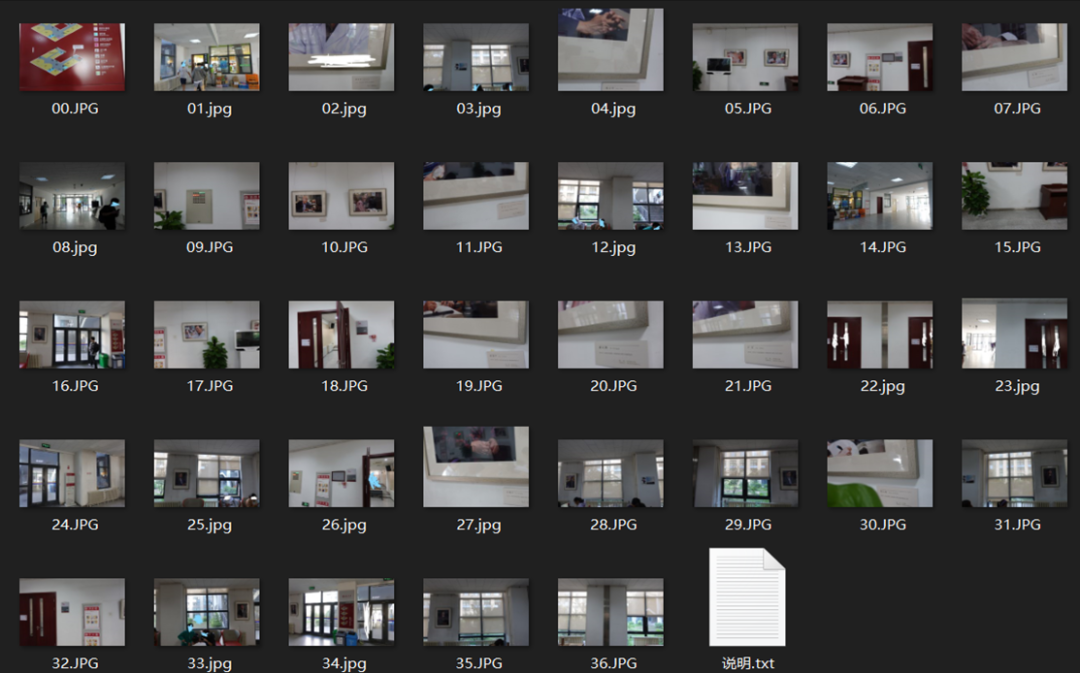 00.JPG 01.jpg 02.jpg 03.jpg 04.jpg 05.JPG 06.JPG 07.JPG
08.jpg 09.JPG 10.JPG 11.JPG 12.jpg 13.JPG 14.JPG 15.JPG
16.JPG 17.JPG 18.JPG 19.JPG 20.JPG 21.JPG 22.jpg 23.jpg
24.JPG 25.jpg 26.jpg 27.jpg 28.JPG 29.JPG 30.JPG 31.JPG
32.JPG 33.jpg 34.jpg 35.JPG 36.JPG 说明.txt